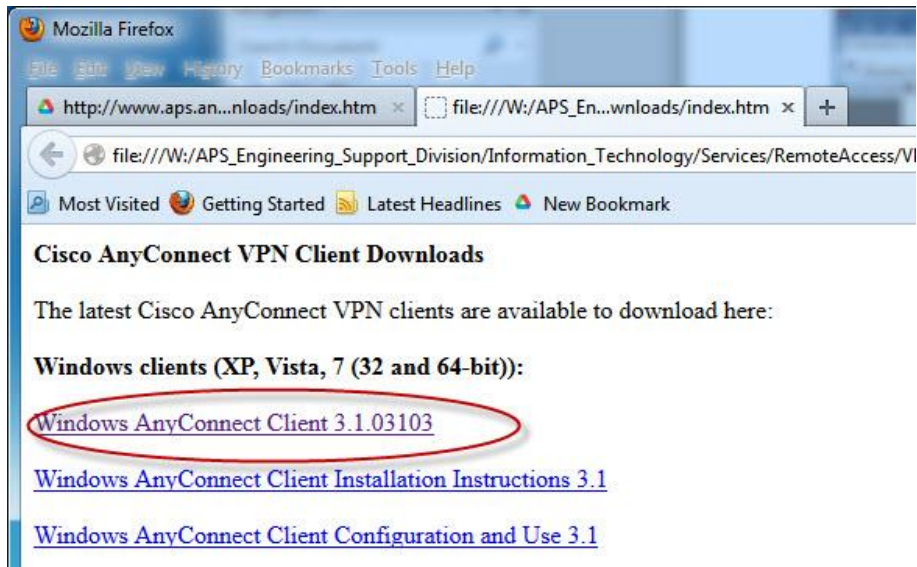 Mozilla Firefox
File Edit View History Bookmarks Tools Help
http://www.aps.an...nloads/index.htm
file:///W:/APS_En...wnloads/index.htm
file:///W:/APS_Engineering_Support_Division/Information_Technology/Services/RemoteAccess/
Most Visited Getting Started Latest Headlines New Bookmark
Cisco AnyConnect VPN Client Downloads
The latest Cisco AnyConnect VPN clients are available to download here:
Windows clients (XP, Vista, 7 (32 and 64-bit)):
Windows AnyConnect Client 3.1.03103
Windows AnyConnect Client Installation Instructions 3.1
Windows AnyConnect Client Configuration and Use 3.1